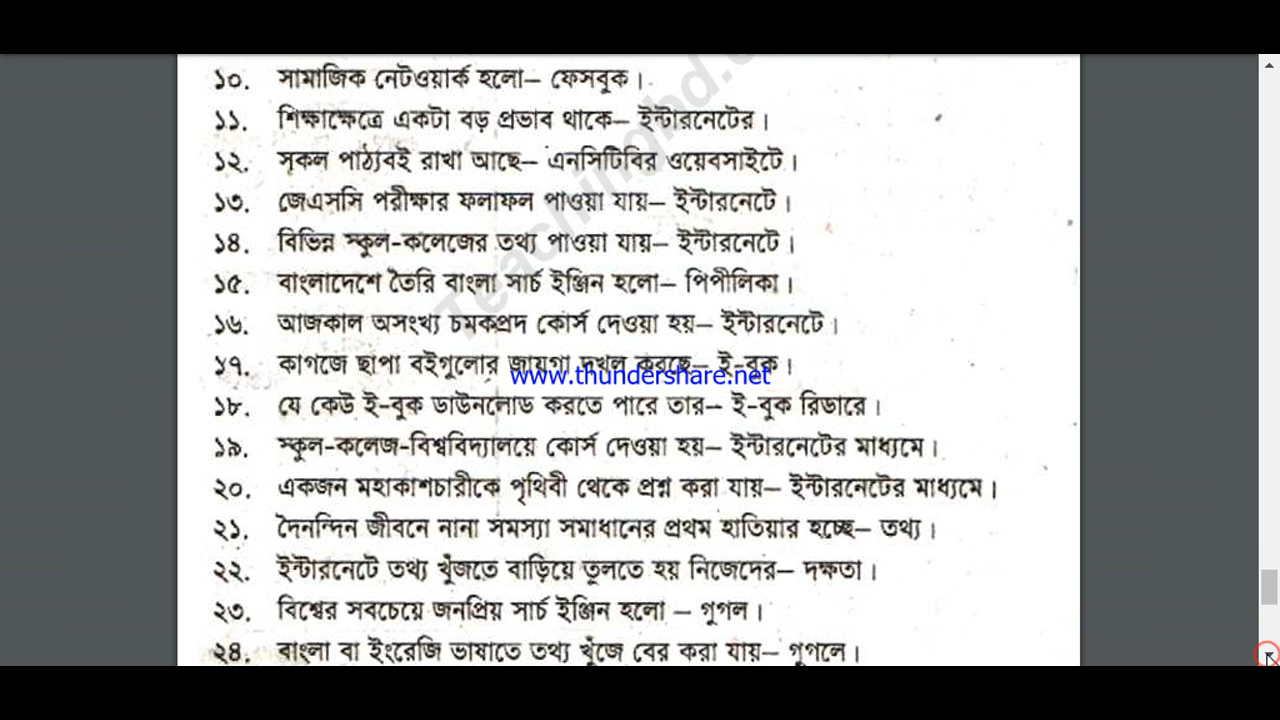 ১০. সামাজিক নেটওয়ার্ক হলো– ফেসবুক।
১১. শিক্ষাক্ষেত্রে একটা বড় প্রভাব থাকে– ইন্টারনেটের।
১২. সকল পাঠ্যবই রাখা আছে– এনসিটিবির ওয়েবসাইটে।
১৩. জেএসসি পরীক্ষার ফলাফল পাওয়া যায়– ইন্টারনেটে।
১৪. বিভিন্ন স্কুল-কলেজের তথ্য পাওয়া যায়– ইন্টারনেটে।
১৫. বাংলাদেশে তৈরি বাংলা সার্চ ইঞ্জিন হলো– পিপীলিকা।
১৬. আজকাল অসংখ্য চমকপ্রদ কোর্স দেওয়া হয়– ইন্টারনেটে।
১৭. কাগজে ছাপা বইগুলোর জায়গা দখল করছে– ই-বুক।
www.thundershare.net
১৮. যে কেউ ই-বুক ডাউনলোড করতে পারে তার– ই-বুক রিডারে।
১৯. স্কুল-কলেজ-বিশ্ববিদ্যালয়ে কোর্স দেওয়া হয়– ইন্টারনেটের মাধ্যমে।
২০. একজন মহাকাশচারীকে পৃথিবী থেকে প্রশ্ন করা যায়– ইন্টারনেটের মাধ্যমে।
২১. দৈনন্দিন জীবনে নানা সমস্যা সমাধানের প্রথম হাতিয়ার হচ্ছে– তথ্য।
২২. ইন্টারনেটে তথ্য খুঁজতে বাড়িয়ে তুলতে হয় নিজেদের– দক্ষতা।
২৩. বিশ্বের সবচেয়ে জনপ্রিয় সার্চ ইঞ্জিন হলো – গুগল।
২৪. বাংলা বা ইংরেজি ভাষাতে তথ্য খুঁজে বের করা যায়– গুগলে।